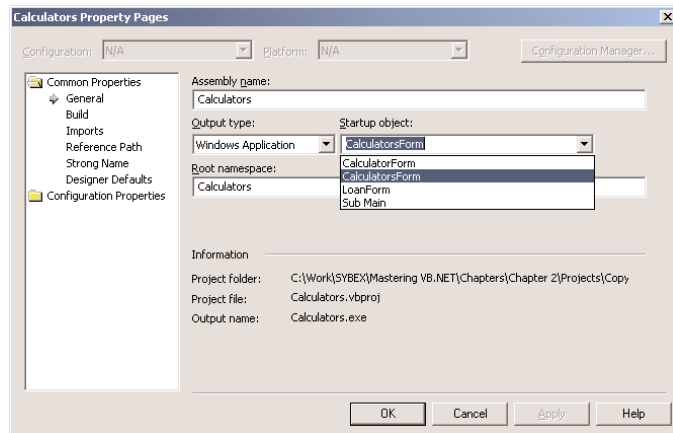 Calculators Property Pages
Configuration: N/A Platform: N/A Configuration Manager...
Common Properties
General
Build
Imports
Reference Path
Strong Name
Designer Defaults
Configuration Properties
Assembly name:
Calculators
Output type: Startup object:
Windows Application CalculatorsForm
CalculatorForm
CalculatorsForm
LoanForm
Sub Main
Root namespace:
Calculators
Information
Project folder: C:\Work\SYBEX\Mastering VB.NET\Chapters\Chapter 2\Projects\Copy
Project file: Calculators.vbproj
Output name: Calculators.exe
OK Cancel Apply Help